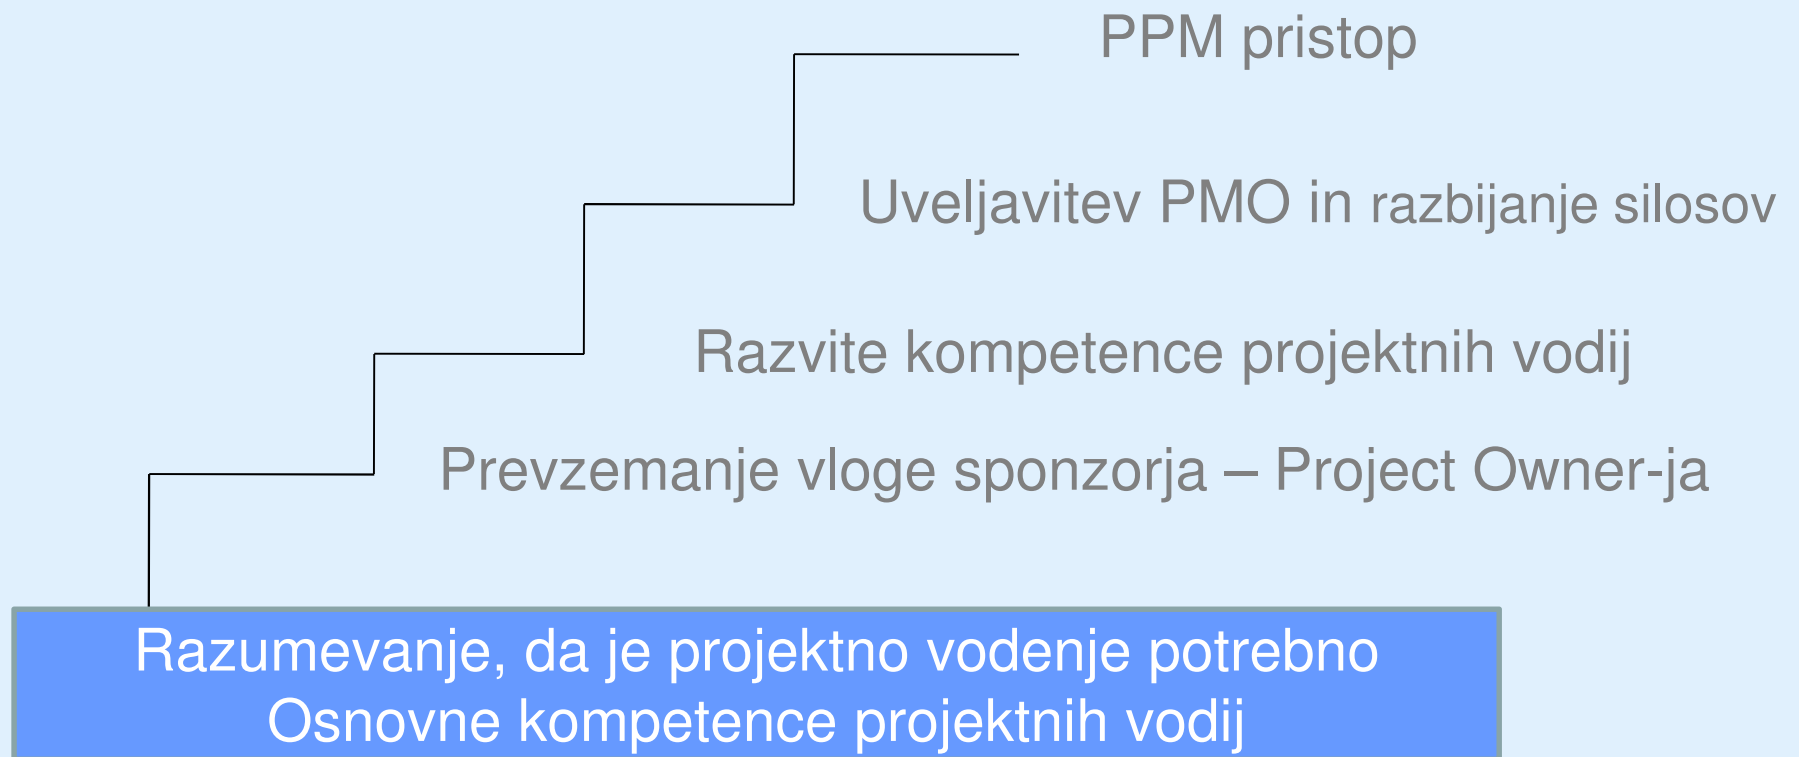 PPM pristop
Uveljavitev PMO in razbijanje silosov
Razvite kompetence projektnih vodij
Prevzemanje vloge sponzorja – Project Owner-ja
Razumevanje, da je projektno vodenje potrebno
Osnovne kompetence projektnih vodij